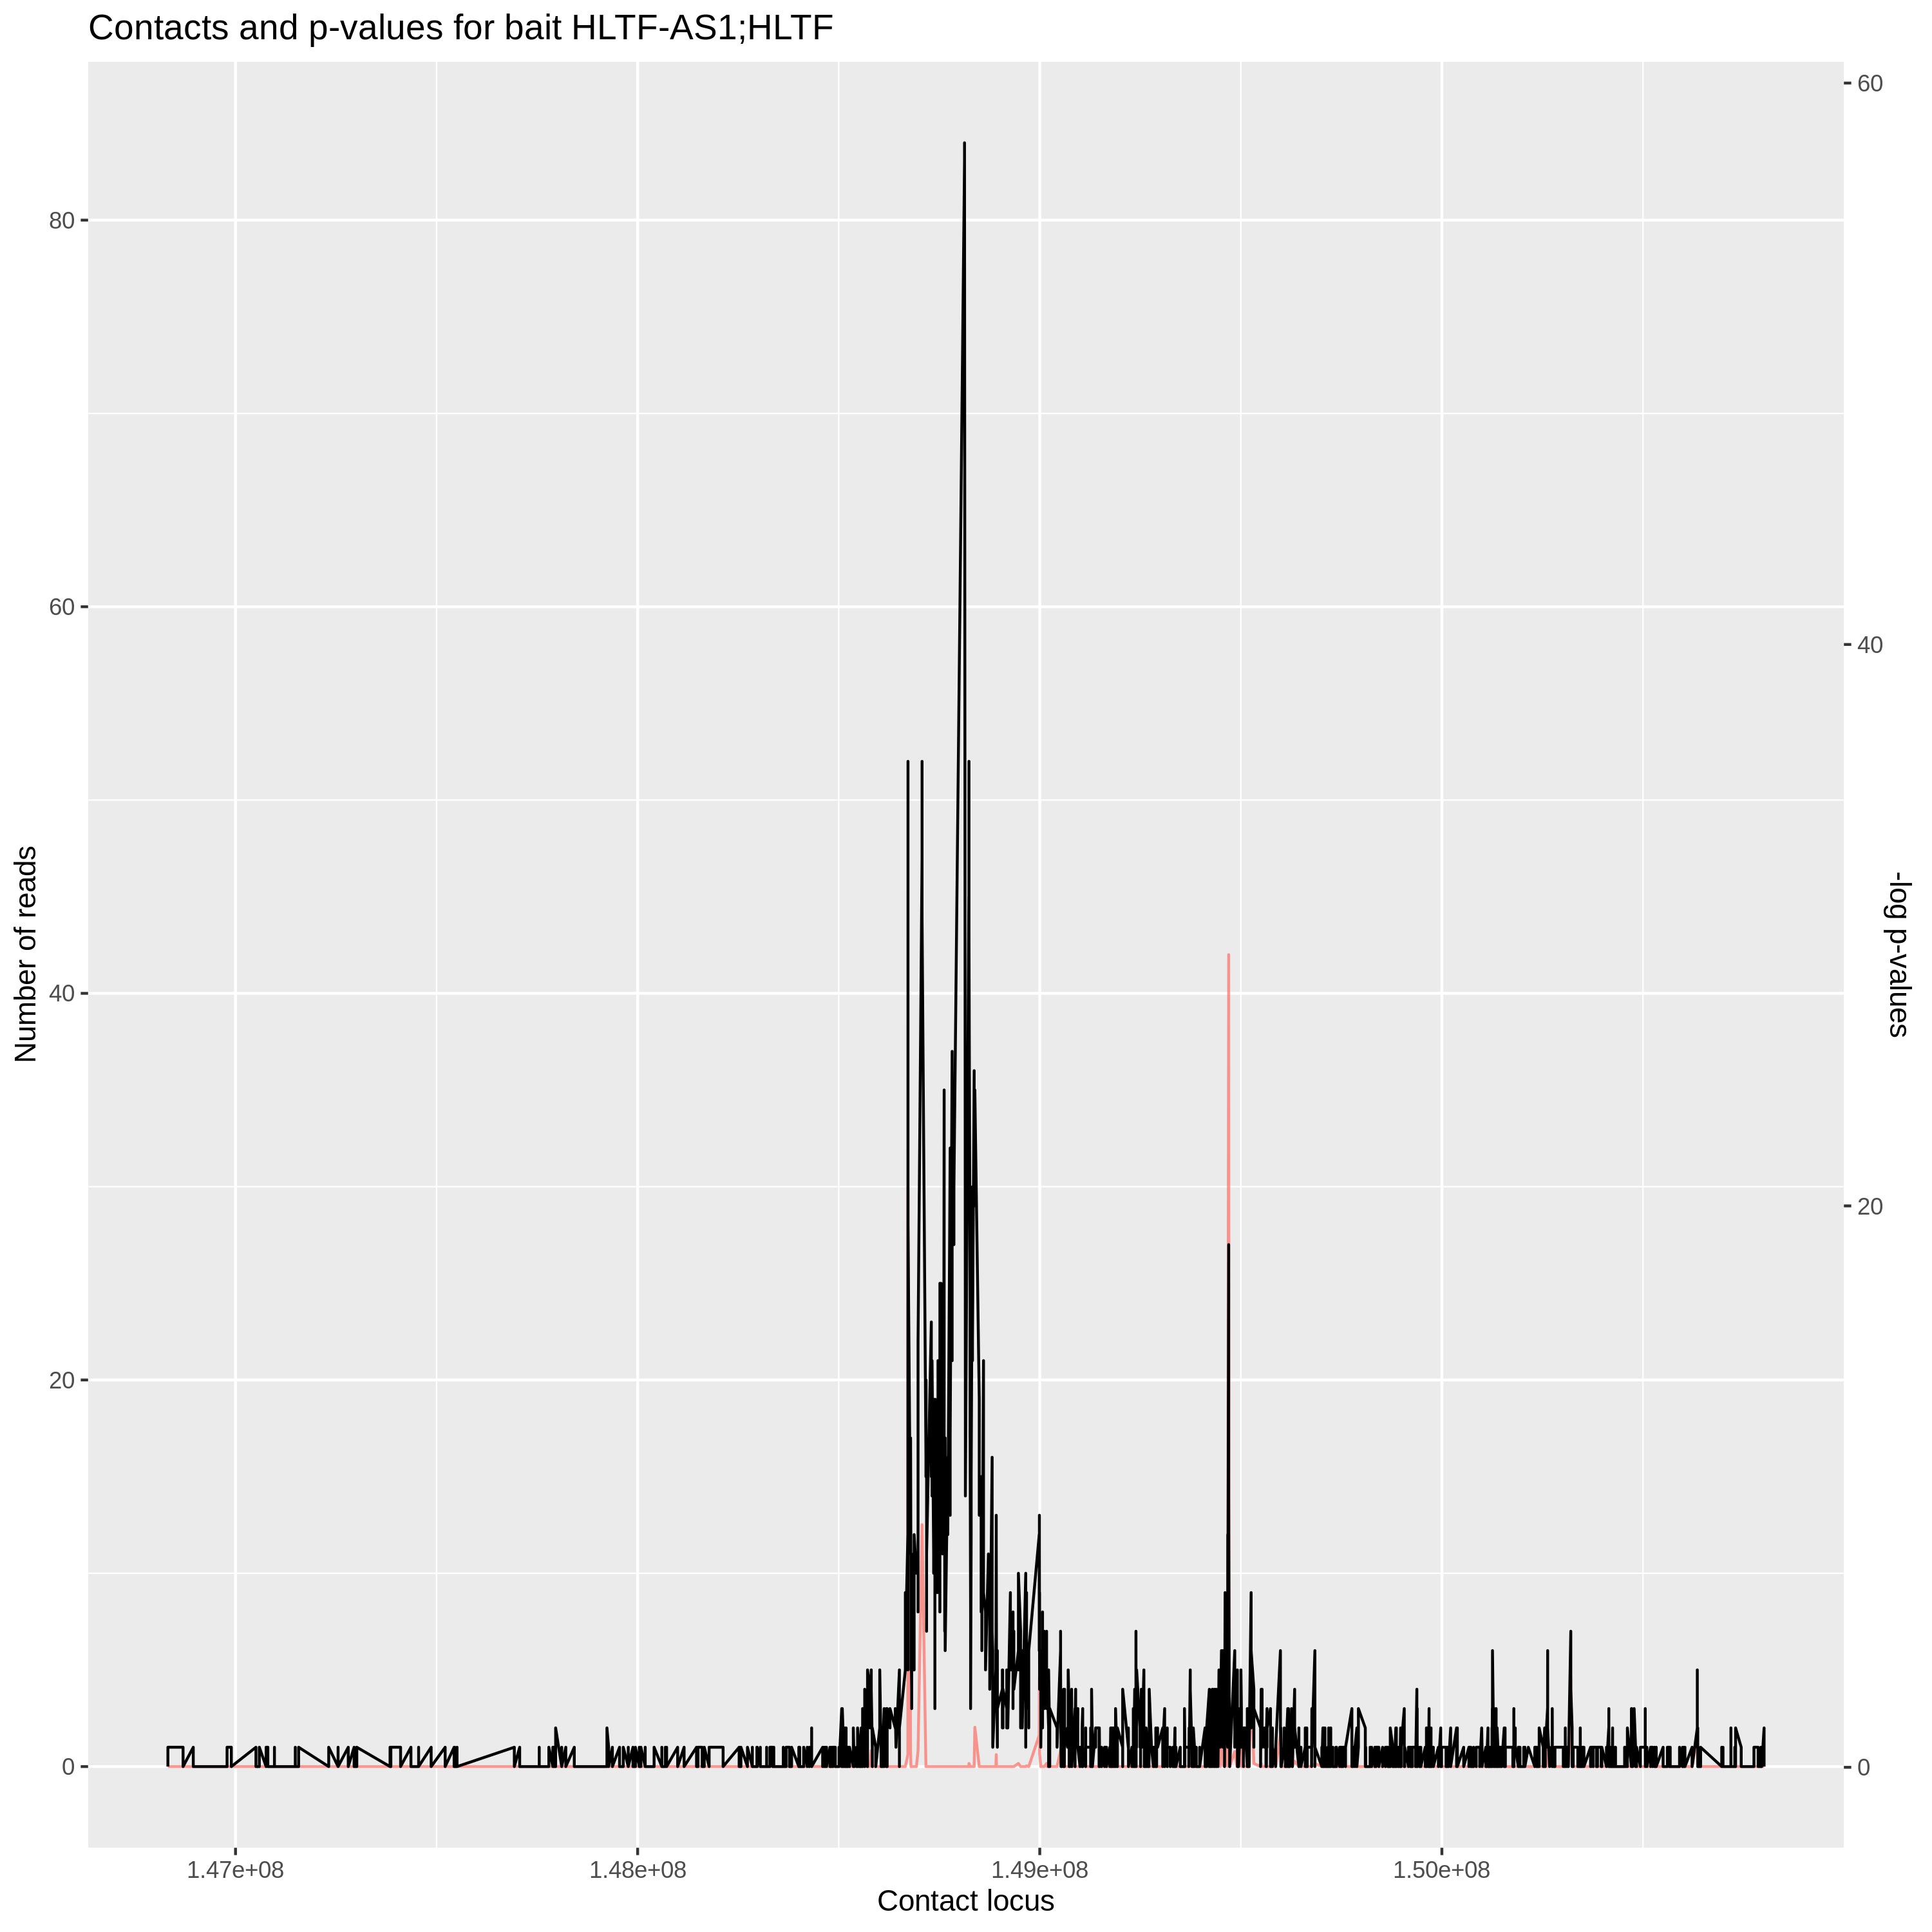 Contacts and p-values for bait HLTF-AS1;HLTF
60
80
60
40
40
20
20
0
0
Number of reads
-log p-values
1.47e+08 1.48e+08 1.49e+08 1.50e+08
Contact locus